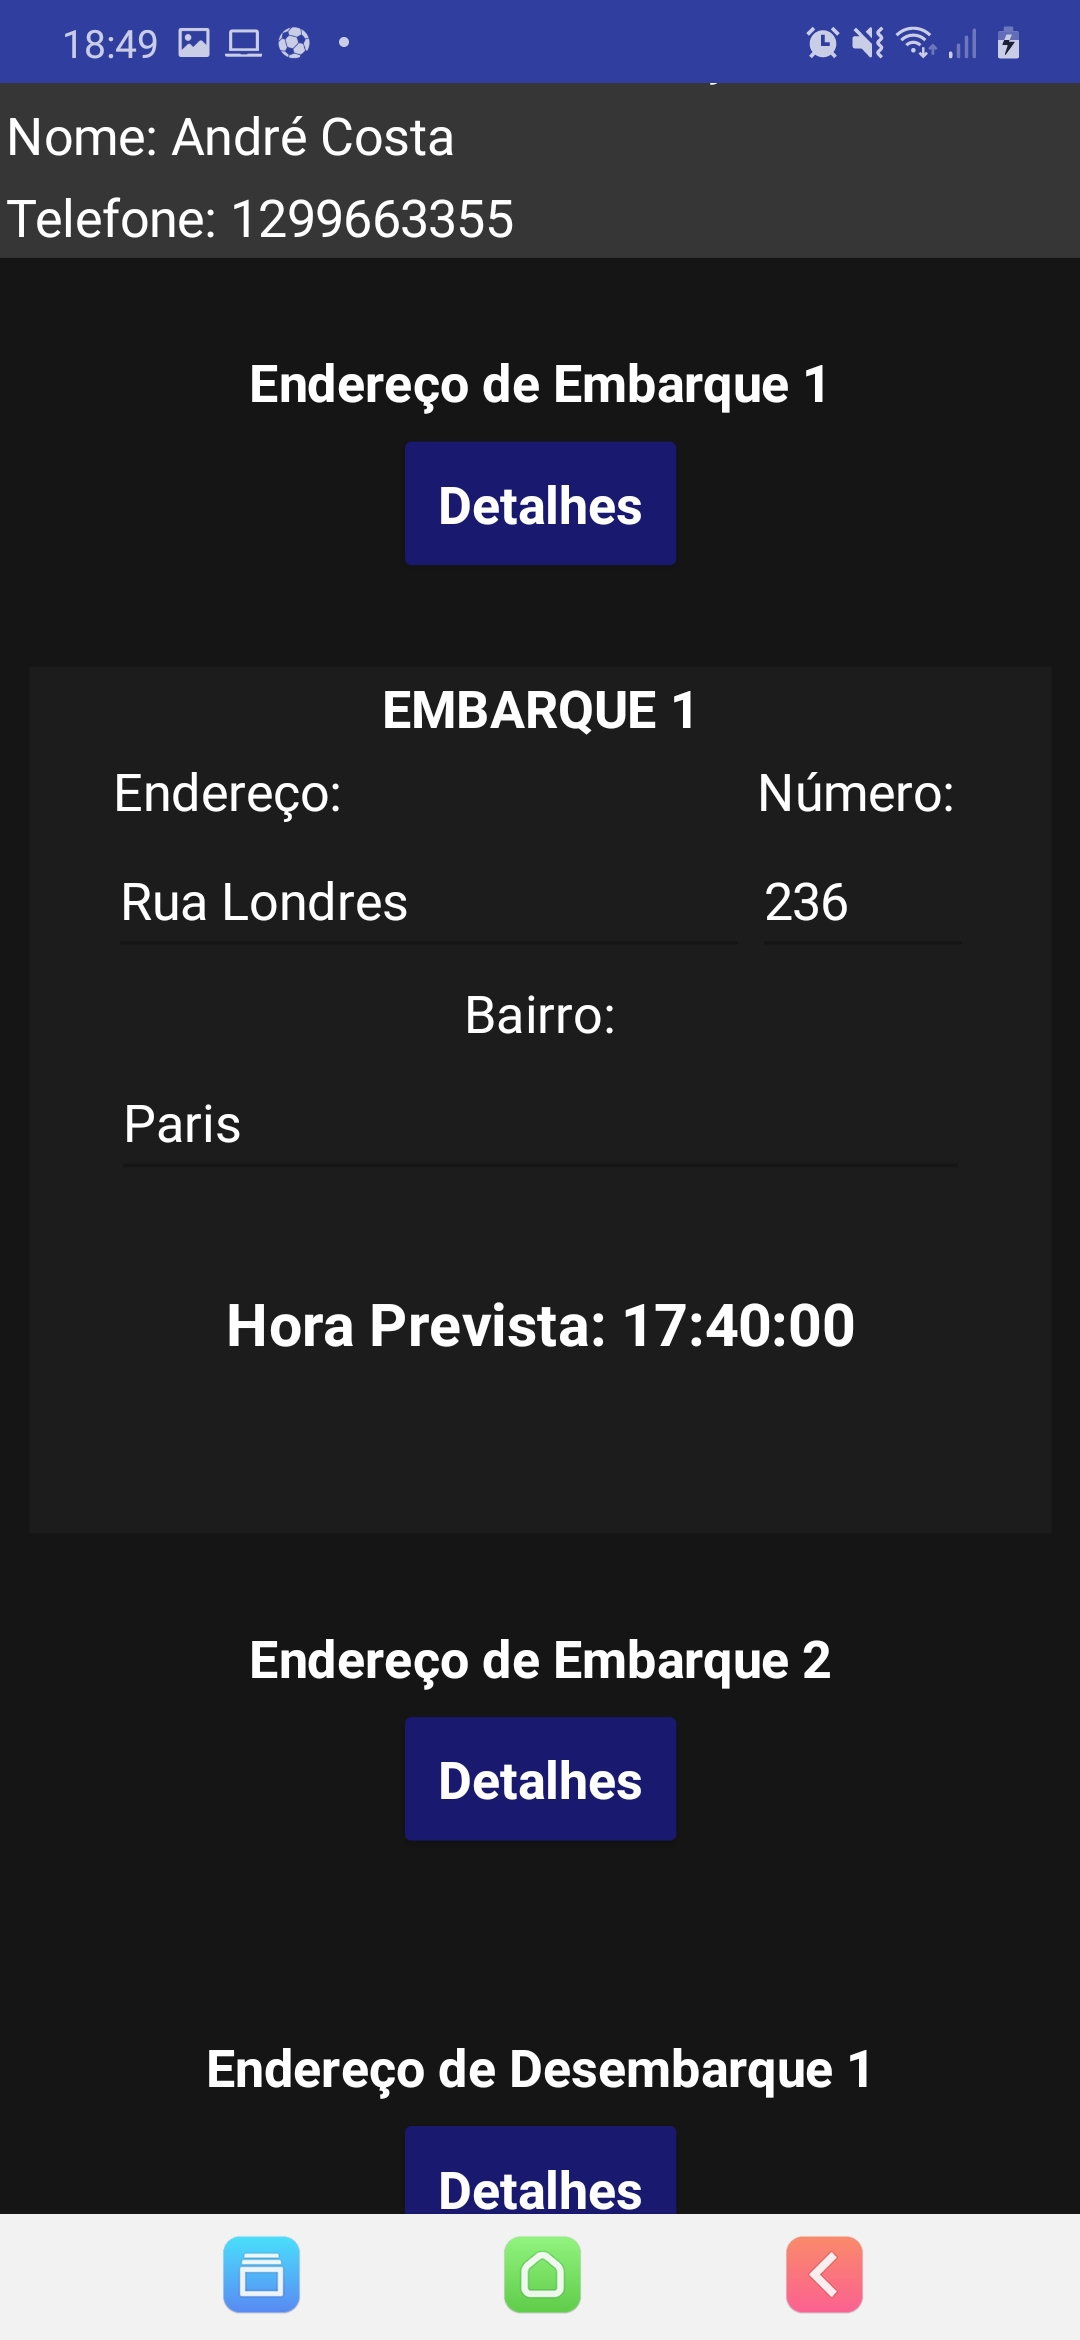 18:49
Nome: André Costa
Telefone: 1299663355
Endereço de Embarque 1
Detalhes
EMBARQUE 1
Endereço: Número:
Rua Londres 236
Bairro:
Paris
Hora Prevista: 17:40:00
Endereço de Embarque 2
Detalhes
Endereço de Desembarque 1
Detalhes